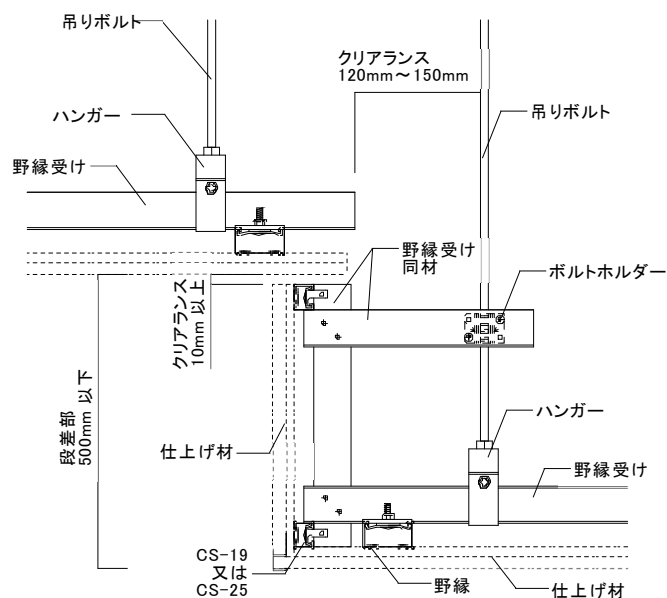 吊りボルト
クリアランス
120mm～150mm
吊りボルト
ハンガー
野縁受け
野縁受け
同材
ボルトホルダー
クリアランス
10mm 以上
段差部
500mm 以下
仕上げ材
ハンガー
野縁受け
CS-19
又は
CS-25
野縁
仕上げ材